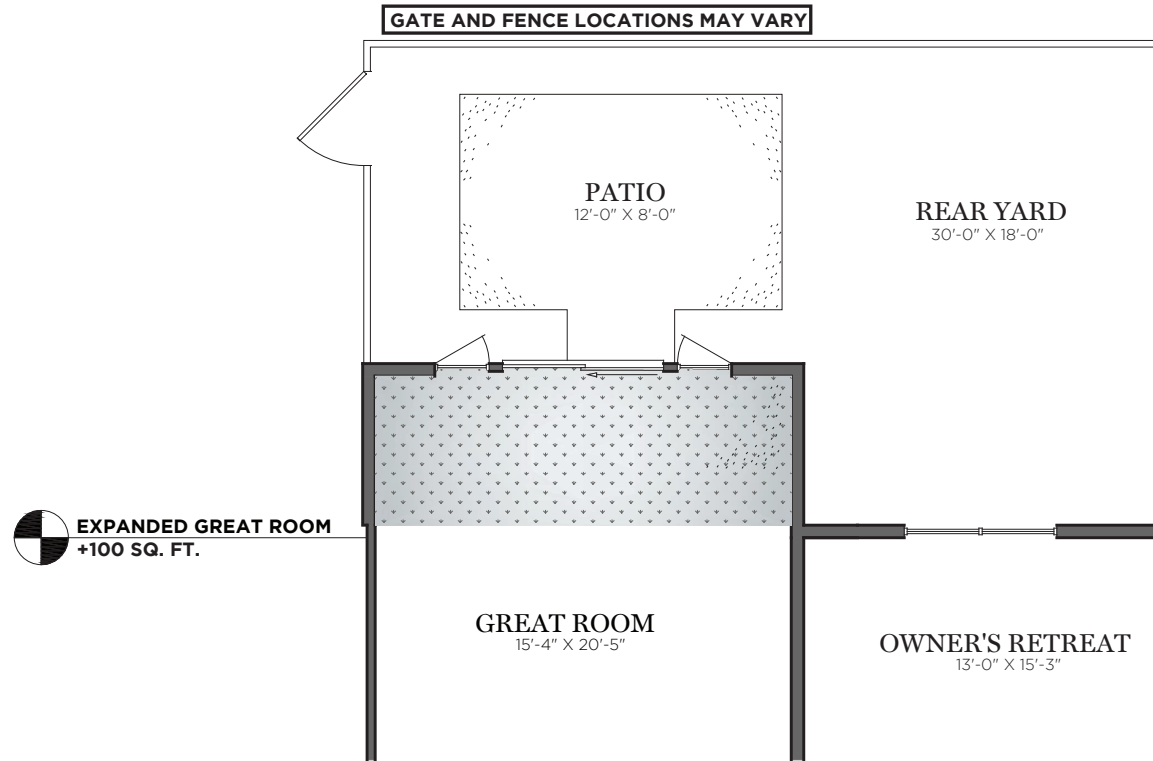 GATE AND FENCE LOCATIONS MAY VARY
PATIO
12'-0" X 8'-0"
REAR YARD
30'-0" X 18'-0"
EXPANDED GREAT ROOM
+100 SQ. FT.
GREAT ROOM
15'-4" X 20'-5"
OWNER'S RETREAT
13'-0" X 15'-3"